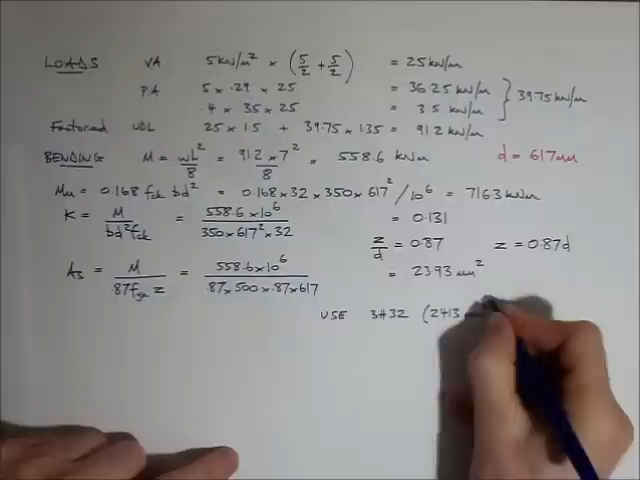 LOADS VA 5kN/m² × (5/2 + 5/2) = 25kN/m
PA 5 × .29 × 25 = 36.25 kN/m } 39.75 kN/m
.4 × .35 × 25 = 3.5 kN/m
Factored UDL 25 × 1.5 + 39.75 × 1.35 = 91.2 kN/m
BENDING M = wL²/8 = 91.2 × 7²/8 = 558.6 kNm d = 617mm
Mu = 0.168 fck bd² = 0.168 × 32 × 350 × 617² / 10⁶ = 716.3 kNm
K = M/bd²fck = 558.6 × 10⁶/350 × 617² × 32 = 0.131
z/d = 0.87 z = 0.87d
As = M/.87fyk z = 558.6 × 10⁶/.87 × 500 × .87 × 617 = 2393 mm²
USE 3H32 (2413